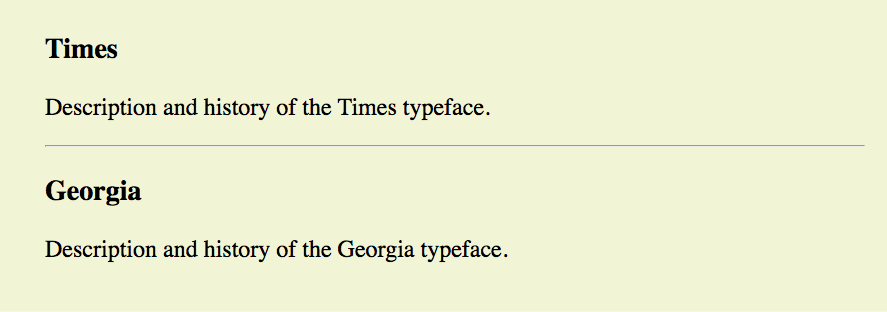 Times
Description and history of the Times typeface.
Georgia
Description and history of the Georgia typeface.